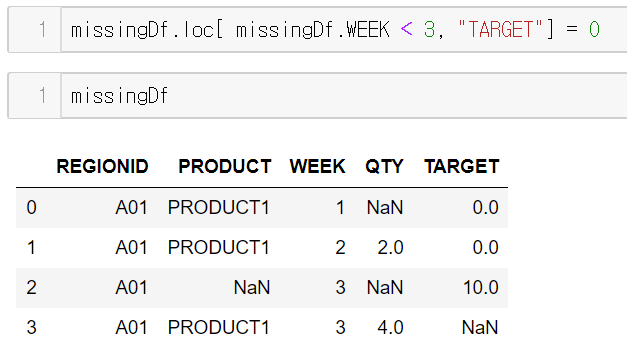 1 missingDf.loc[ missingDf.WEEK < 3, "TARGET"] = 0
1 missingDf
REGIONID PRODUCT WEEK QTY TARGET
0 A01 PRODUCT1 1 NaN 0.0
1 A01 PRODUCT1 2 2.0 0.0
2 A01 NaN 3 NaN 10.0
3 A01 PRODUCT1 3 4.0 NaN